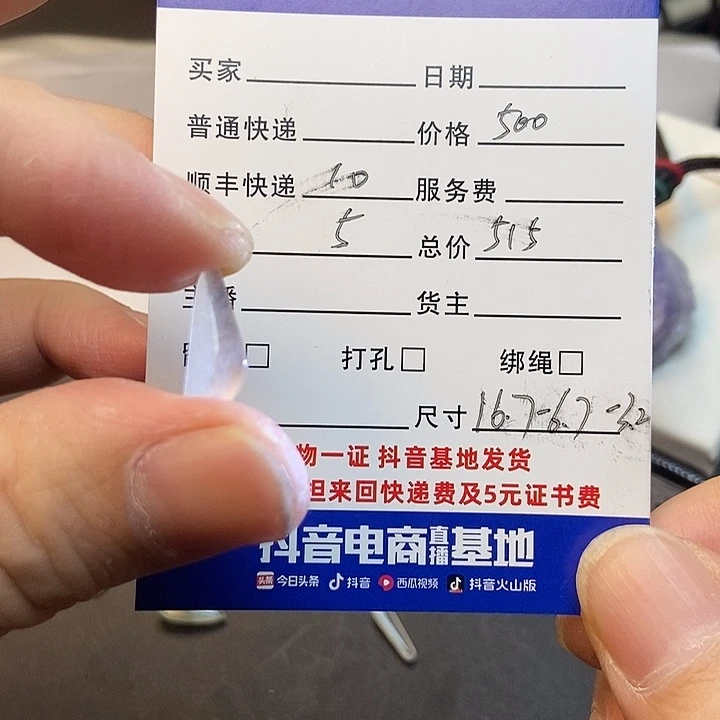 买家 日期
普通快递 价格 500
顺丰快递 10 服务费
5 总价 515
货主
打孔 绑绳
尺寸 16.7-6.7-3.2
物一证 抖音基地发货
担来回快递费及5元证书费
抖音电商直播基地
头条 今日头条 抖音 西瓜视频 抖音火山版